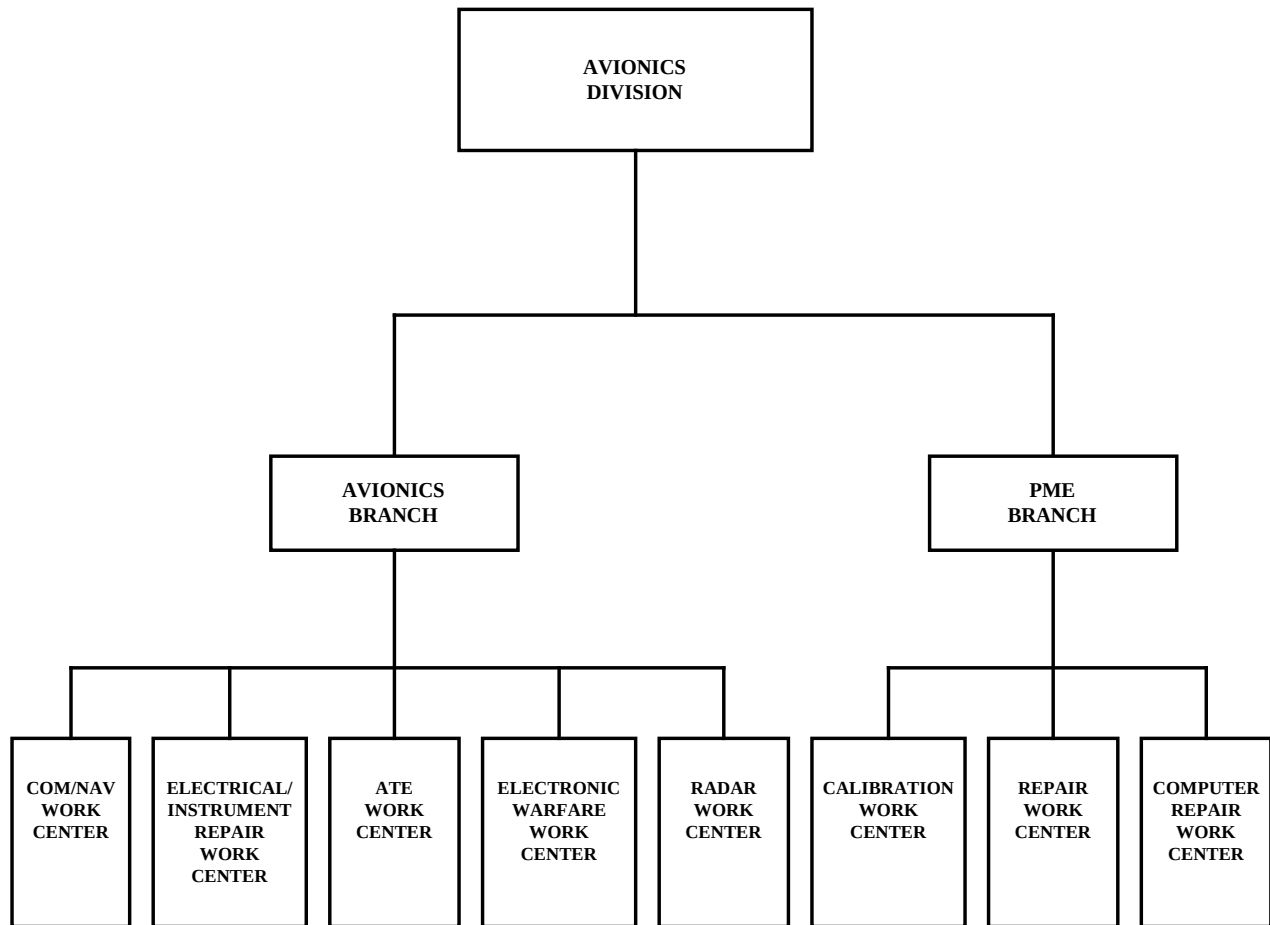 AVIONICS
DIVISION
AVIONICS
BRANCH
PME
BRANCH
COM/NAV
WORK
CENTER
ELECTRICAL/
INSTRUMENT
REPAIR
WORK
CENTER
ATE
WORK
CENTER
ELECTRONIC
WARFARE
WORK
CENTER
RADAR
WORK
CENTER
CALIBRATION
WORK
CENTER
REPAIR
WORK
CENTER
COMPUTER
REPAIR
WORK
CENTER